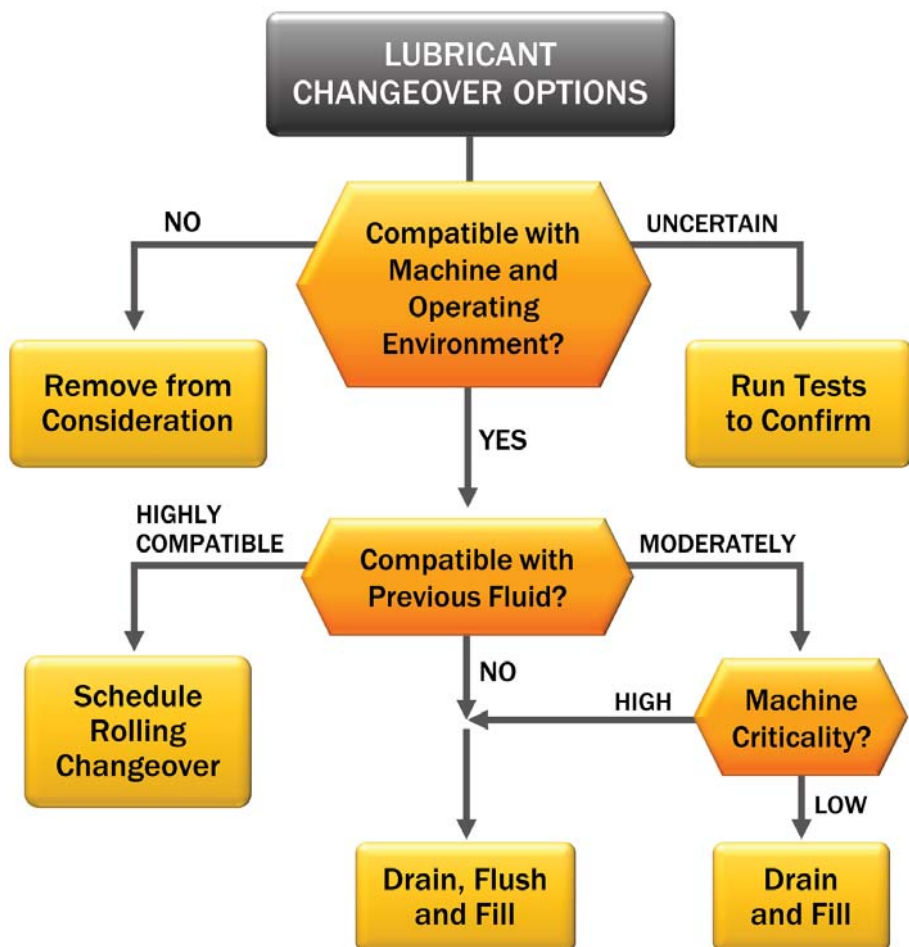 LUBRICANT
CHANGEOVER OPTIONS
NO
Compatible with
Machine and
Operating
Environment?
UNCERTAIN
Remove from
Consideration
Run Tests
to Confirm
YES
HIGHLY
COMPATIBLE
Compatible with
Previous Fluid?
MODERATELY
Schedule
Rolling
Changeover
NO
HIGH
Machine
Criticality?
LOW
Drain, Flush
and Fill
Drain
and Fill